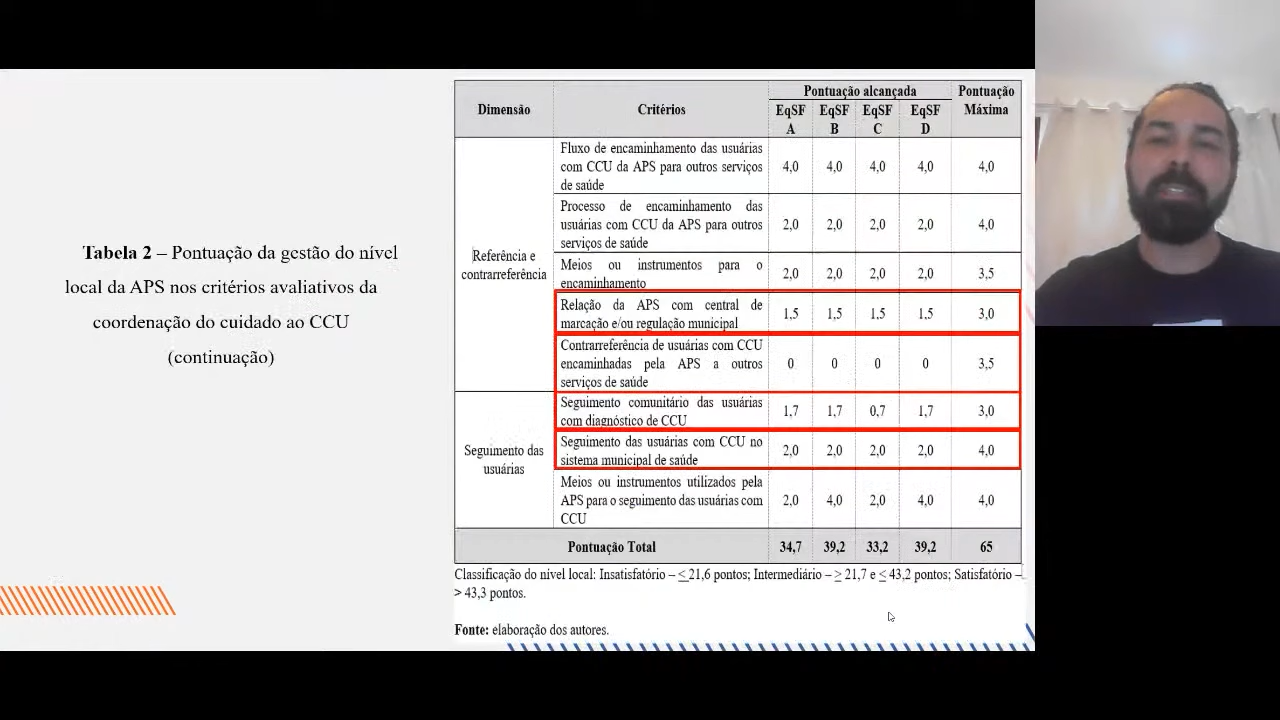 Tabela 2 – Pontuação da gestão do nível
local da APS nos critérios avaliativos da
coordenação do cuidado ao CCU
(continuação)
Dimensão
Critérios
Pontuação alcançada
Pontuação
Máxima
EqSF
A
EqSF
B
EqSF
C
EqSF
D
Referência e
contrarreferência
Fluxo de encaminhamento das usuárias
com CCU da APS para outros serviços
de saúde
4,0 4,0 4,0 4,0 4,0
Processo de encaminhamento das
usuárias com CCU da APS para outros
serviços de saúde
2,0 2,0 2,0 2,0 4,0
Meios ou instrumentos para o
encaminhamento
2,0 2,0 2,0 2,0 3,5
Relação da APS com central de
marcação e/ou regulação municipal
1,5 1,5 1,5 1,5 3,0
Contrarreferência de usuárias com CCU
encaminhadas pela APS a outros
serviços de saúde
0 0 0 0 3,5
Seguimento das
usuárias
Seguimento comunitário das usuárias
com diagnóstico de CCU
1,7 1,7 0,7 1,7 3,0
Seguimento das usuárias com CCU no
sistema municipal de saúde
2,0 2,0 2,0 2,0 4,0
Meios ou instrumentos utilizados pela
APS para o seguimento das usuárias com
CCU
2,0 4,0 2,0 4,0 4,0
Pontuação Total 34,7 39,2 33,2 39,2 65
Classificação do nível local: Insatisfatório – ≤ 21,6 pontos; Intermediário – ≥ 21,7 e ≤ 43,2 pontos; Satisfatório –
> 43,3 pontos.
Fonte: elaboração dos autores.